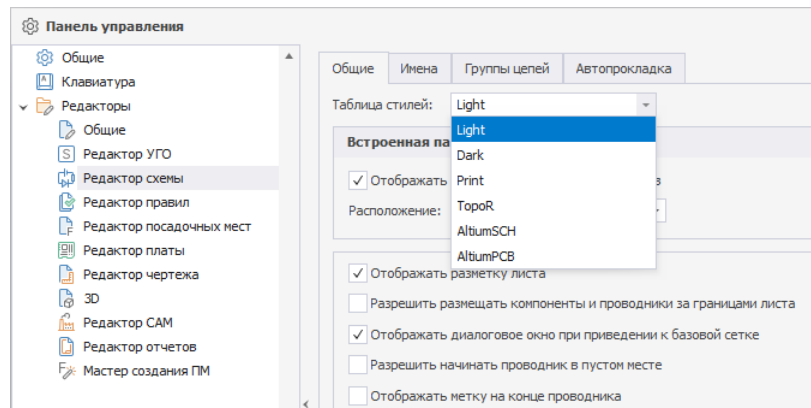 Панель управления
Общие
Клавиатура
Редакторы
Общие
Редактор УГО
Редактор схемы
Редактор правил
Редактор посадочных мест
Редактор платы
Редактор чертежа
3D
Редактор CAM
Редактор отчетов
Мастер создания ПМ
Общие Имена Группы цепей Автопрокладка
Таблица стилей: Light
Light
Dark
Print
TopoR
AltiumSCH
AltiumPCB
Встроенная па
Отображать в
Расположение:
Отображать разметку листа
Разрешить размещать компоненты и проводники за границами листа
Отображать диалоговое окно при приведении к базовой сетке
Разрешить начинать проводник в пустом месте
Отображать метку на конце проводника